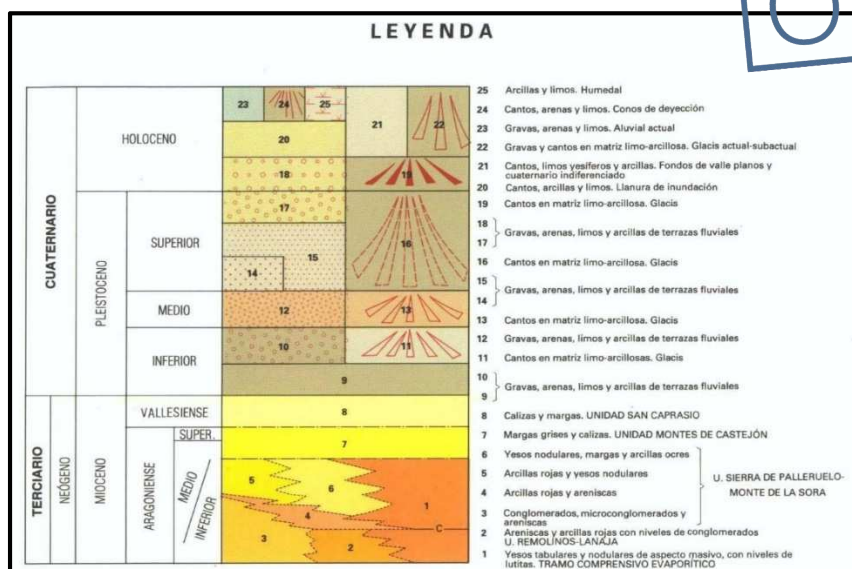 LEYENDA
CUATERNARIO
HOLOCENO
PLEISTOCENO
SUPERIOR
MEDIO
INFERIOR
TERCIARIO
NEÓGENO
MIOCENO
VALLESIENSE
ARAGONIENSE
SUPER.
MEDIO
INFERIOR
23 24 25 21 22
20
18 19
17
15 16
14
12 13
10 11
9
8
7
5 6 1
4
C
3 2
25 Arcillas y limos. Humedal
24 Cantos, arenas y limos. Conos de deyección
23 Gravas, arenas y limos. Aluvial actual
22 Gravas y cantos en matriz limo-arcillosa. Glacis actual-subactual
21 Cantos, limos yesíferos y arcillas. Fondos de valle planos y
cuaternario indiferenciado
20 Cantos, arcillas y limos. Llanura de inundación
19 Cantos en matriz limo-arcillosa. Glacis
18
17 Gravas, arenas, limos y arcillas de terrazas fluviales
16 Cantos en matriz limo-arcillosa. Glacis
15
14 Gravas, arenas, limos y arcillas de terrazas fluviales
13 Cantos en matriz limo-arcillosa. Glacis
12 Gravas, arenas, limos y arcillas de terrazas fluviales
11 Cantos en matriz limo-arcillosas. Glacis
10
9 Gravas, arenas, limos y arcillas de terrazas fluviales
8 Calizas y margas. UNIDAD SAN CAPRASIO
7 Margas grises y calizas. UNIDAD MONTES DE CASTEJÓN
6 Yesos nodulares, margas y arcillas ocres
5 Arcillas rojas y yesos nodulares
4 Arcillas rojas y areniscas
3 Conglomerados, microconglomerados y
areniscas
U. SIERRA DE PALLERUELO-
MONTE DE LA SORA
2 Areniscas y arcillas rojas con niveles de conglomerados
U. REMOLINOS-LANAJA
1 Yesos tabulares y nodulares de aspecto masivo, con niveles de
lutitas. TRAMO COMPRENSIVO EVAPORÍTICO